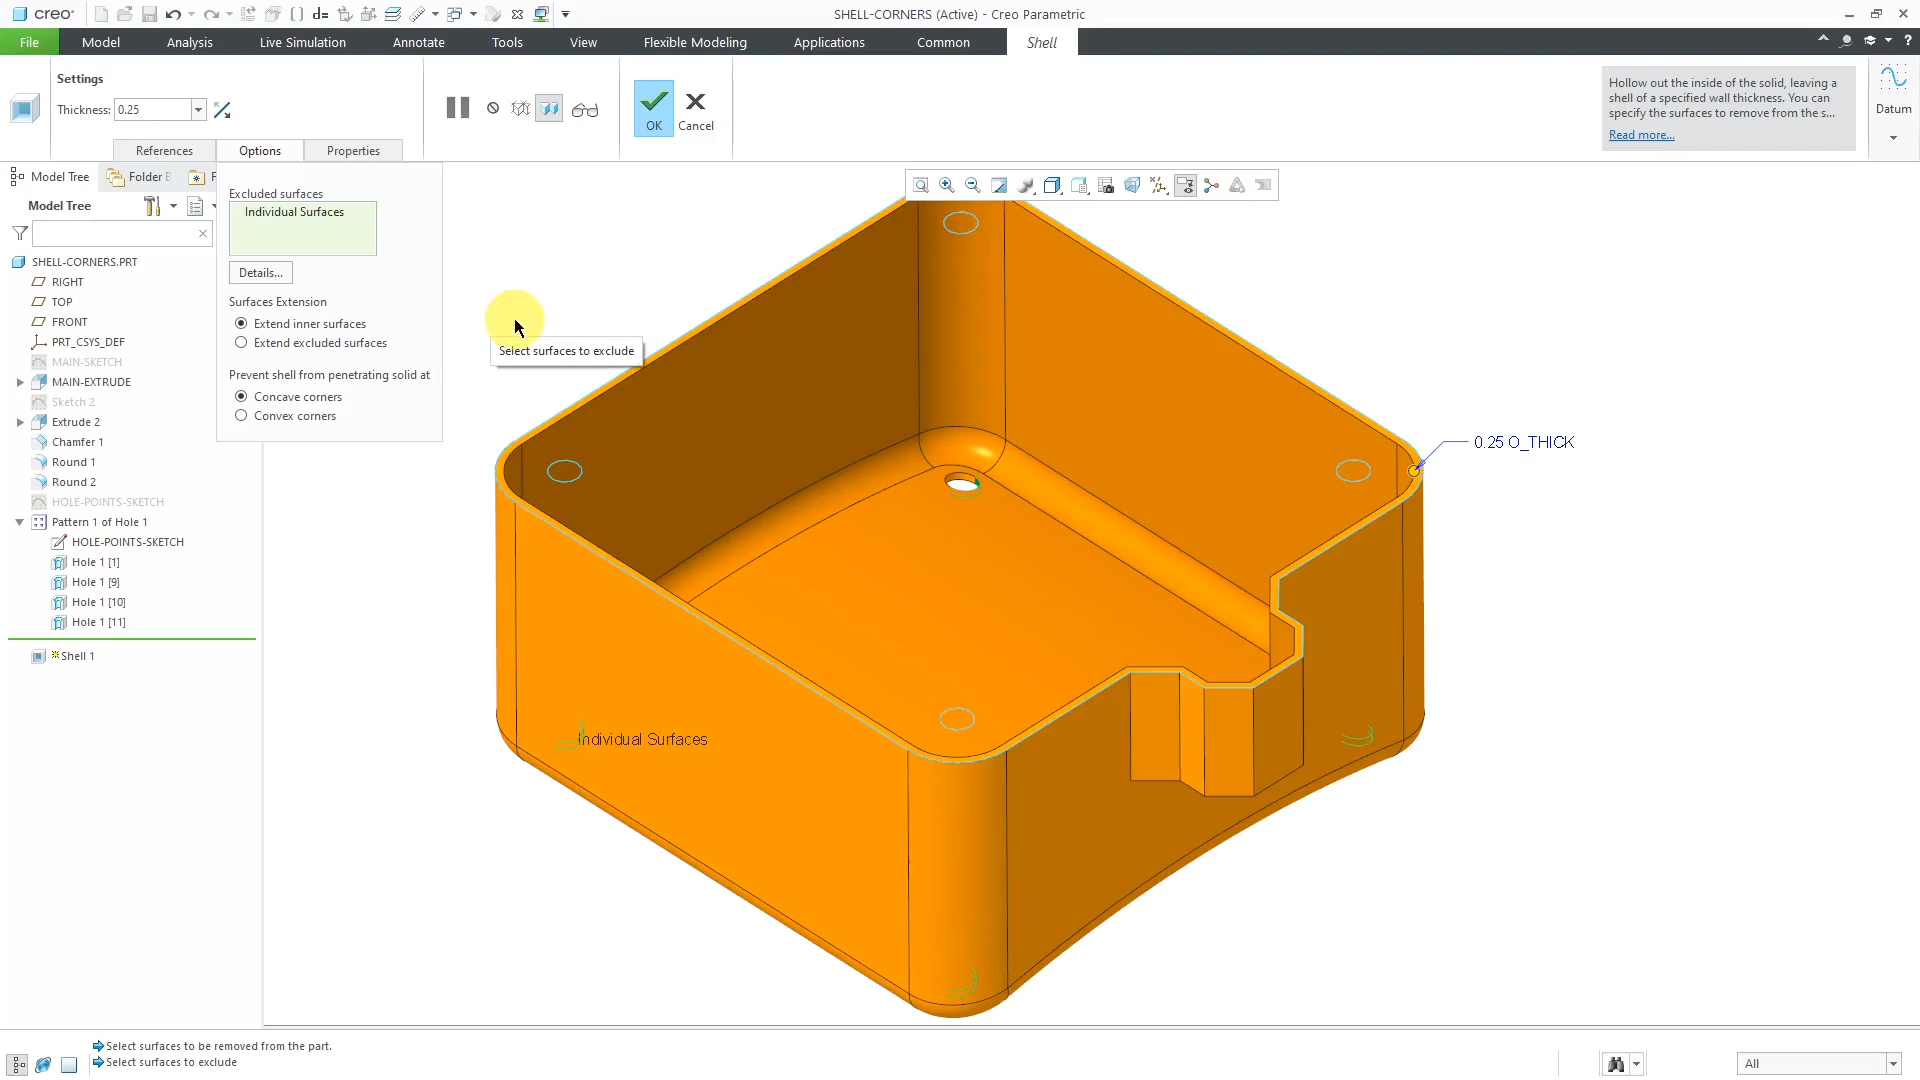 creo
SHELL-CORNERS (Active) - Creo Parametric
File
Model
Analysis
Live Simulation
Annotate
Tools
View
Flexible Modeling
Applications
Common
Shell
Settings
Thickness: 0.25
OK
Cancel
Hollow out the inside of the solid, leaving a
shell of a specified wall thickness. You can
specify the surfaces to remove from the s...
Read more...
Datum
References
Options
Properties
Model Tree
Folder B
F
Model Tree
Excluded surfaces
Individual Surfaces
Details...
Surfaces Extension
Extend inner surfaces
Extend excluded surfaces
Prevent shell from penetrating solid at
Concave corners
Convex corners
SHELL-CORNERS.PRT
RIGHT
TOP
FRONT
PRT_CSYS_DEF
MAIN-SKETCH
MAIN-EXTRUDE
Sketch 2
Extrude 2
Chamfer 1
Round 1
Round 2
HOLE-POINTS-SKETCH
Pattern 1 of Hole 1
HOLE-POINTS-SKETCH
Hole 1 [1]
Hole 1 [9]
Hole 1 [10]
Hole 1 [11]
Shell 1
Select surfaces to exclude
0.25 O_THICK
Individual Surfaces
Select surfaces to be removed from the part.
Select surfaces to exclude
All